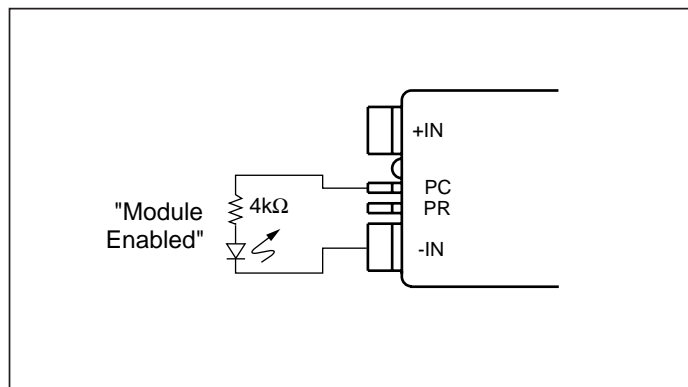 +IN
PC
4kΩ
PR
"Module
Enabled"
-IN